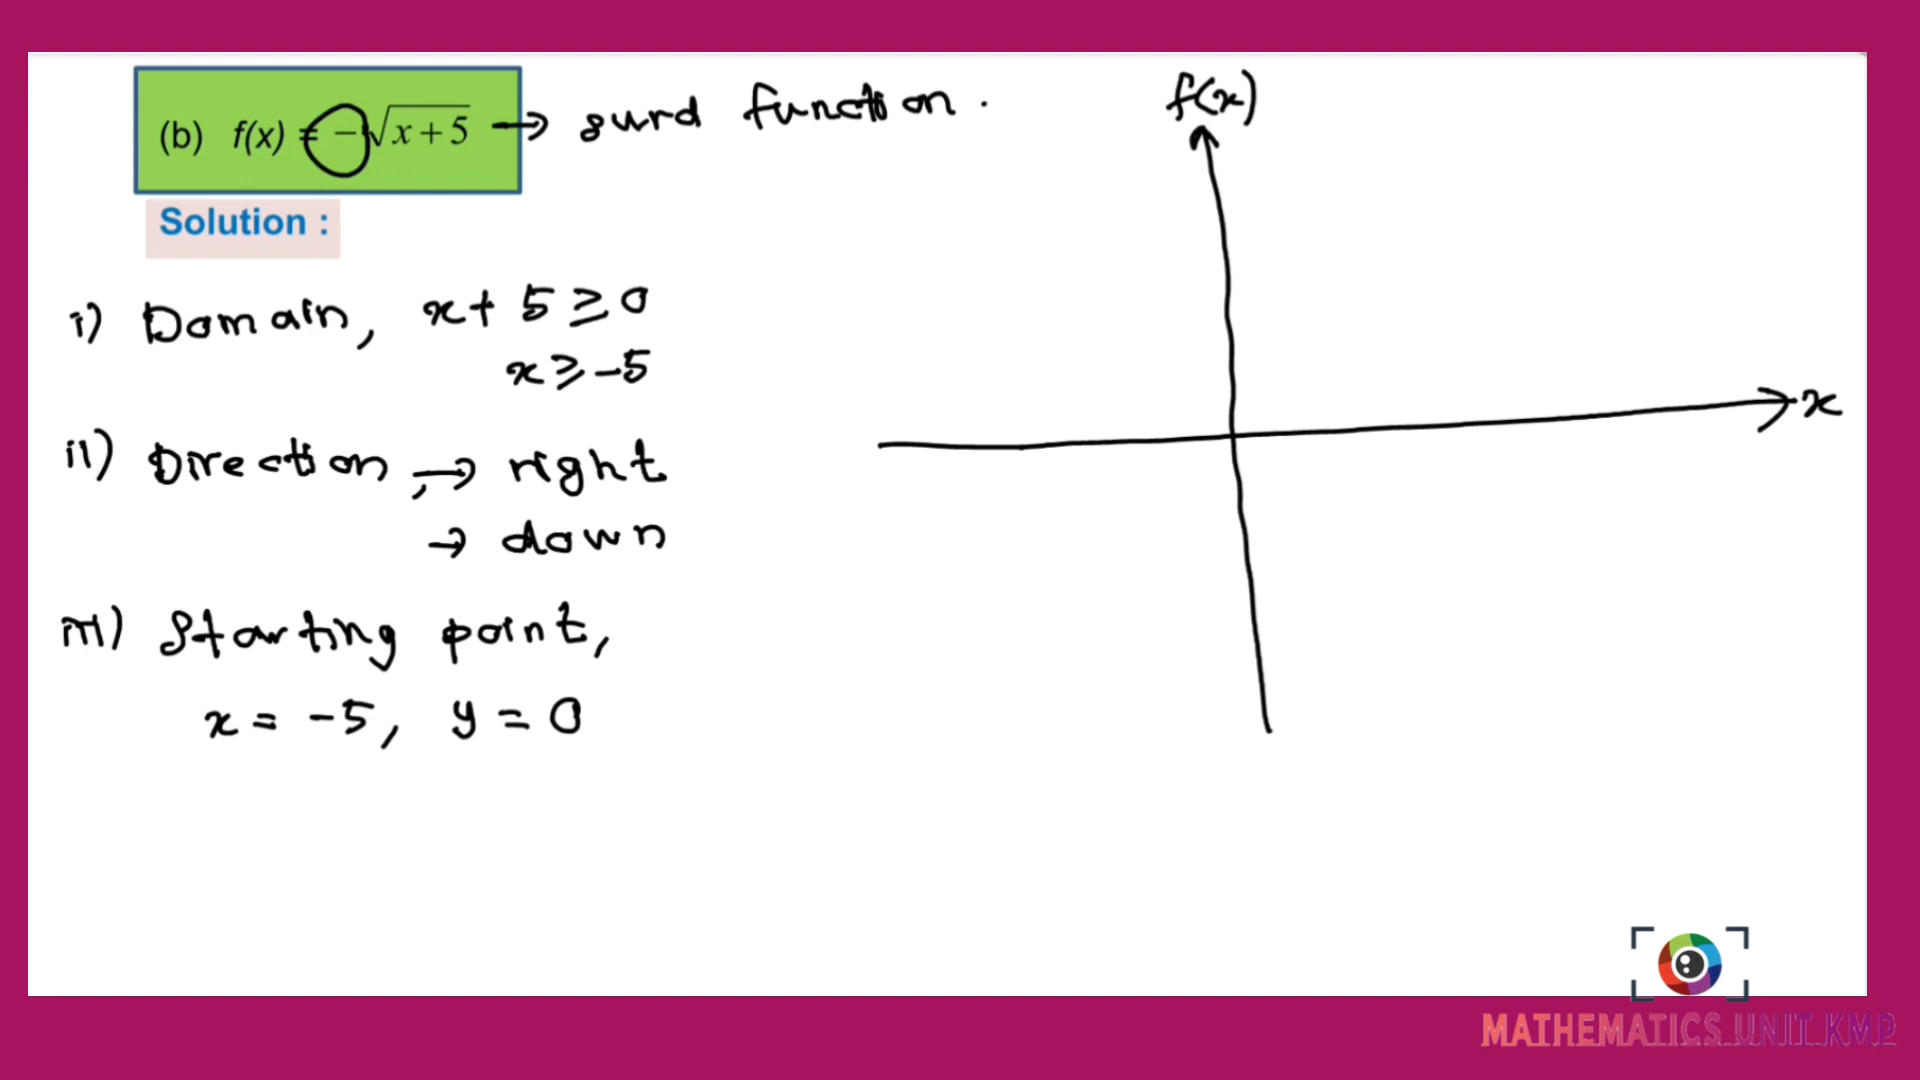 (b) f(x) = -√x + 5 → surd function.
f(x)
Solution :
i) Domain, x + 5 ≥ 0
x ≥ -5
x
ii) Direction, → right
→ down
iii) Starting point,
x = -5, y = 0
MATHEMATICS UNIT KMP